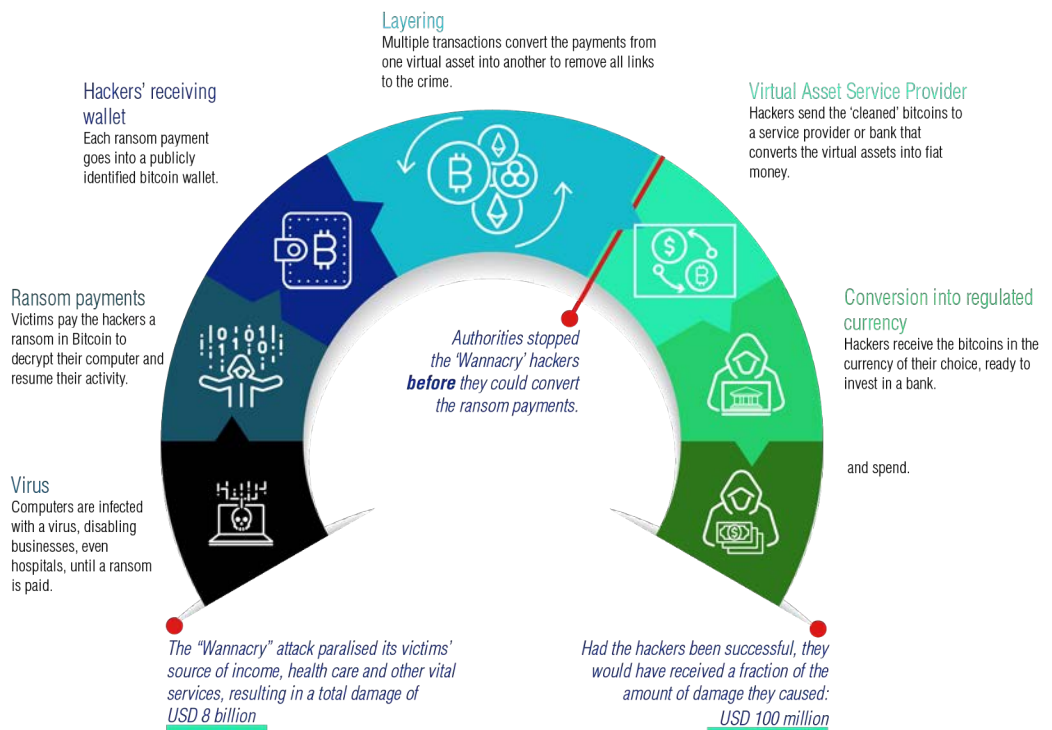 Layering
Multiple transactions convert the payments from
one virtual asset into another to remove all links
to the crime.
Hackers' receiving
wallet
Each ransom payment
goes into a publicly
identified bitcoin wallet.
Virtual Asset Service Provider
Hackers send the ‘cleaned’ bitcoins to
a service provider or bank that
converts the virtual assets into fiat
money.
Ransom payments
Victims pay the hackers a
ransom in Bitcoin to
decrypt their computer and
resume their activity.
Authorities stopped
the ‘Wannacry’ hackers
before they could convert
the ransom payments.
Conversion into regulated
currency
Hackers receive the bitcoins in the
currency of their choice, ready to
invest in a bank.
and spend.
Virus
Computers are infected
with a virus, disabling
businesses, even
hospitals, until a ransom
is paid.
The “Wannacry” attack paralised its victims’
source of income, health care and other vital
services, resulting in a total damage of
USD 8 billion
Had the hackers been successful, they
would have received a fraction of the
amount of damage they caused:
USD 100 million